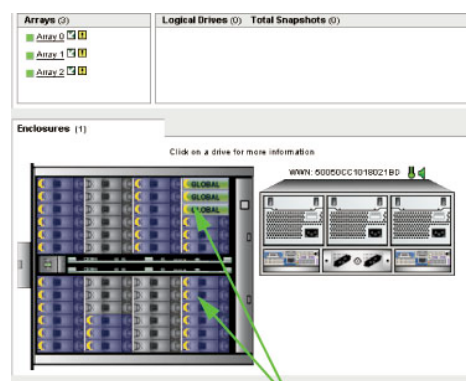 Arrays (3)
Logical Drives (0) Total Snapshots (0)
Array 0
Array 1
Array 2
Enclosures (1)
Click on a drive for more information
WWN: 50050CC1018021BD
GLOBAL
GLOBAL
GLOBAL